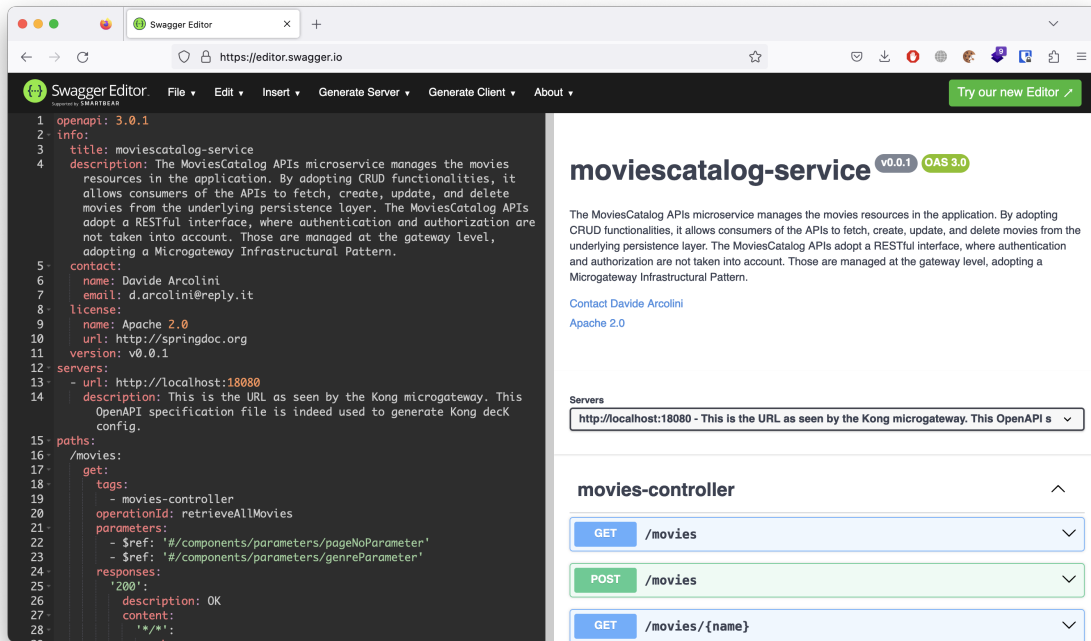 Swagger Editor
https://editor.swagger.io
9
Swagger Editor.
Supported by SMARTBEAR
File Edit Insert Generate Server Generate Client About
Try our new Editor ↗
1 openapi: 3.0.1
2 info:
3 title: moviescatalog-service
4 description: The MoviesCatalog APIs microservice manages the movies
resources in the application. By adopting CRUD functionalities, it
allows consumers of the APIs to fetch, create, update, and delete
movies from the underlying persistence layer. The MoviesCatalog APIs
adopt a RESTful interface, where authentication and authorization are
not taken into account. Those are managed at the gateway level,
adopting a Microgateway Infrastructural Pattern.
5 contact:
6 name: Davide Arcolini
7 email: d.arcolini@reply.it
8 license:
9 name: Apache 2.0
10 url: http://springdoc.org
11 version: v0.0.1
12 servers:
13 - url: http://localhost:18080
14 description: This is the URL as seen by the Kong microgateway. This
OpenAPI specification file is indeed used to generate Kong decK
config.
15 paths:
16 /movies:
17 get:
18 tags:
19 - movies-controller
20 operationId: retrieveAllMovies
21 parameters:
22 - $ref: '#/components/parameters/pageNoParameter'
23 - $ref: '#/components/parameters/genreParameter'
24 responses:
25 '200':
26 description: OK
27 content:
28 '*/*':
moviescatalog-service v0.0.1 OAS 3.0
The MoviesCatalog APIs microservice manages the movies resources in the application. By adopting
CRUD functionalities, it allows consumers of the APIs to fetch, create, update, and delete movies from the
underlying persistence layer. The MoviesCatalog APIs adopt a RESTful interface, where authentication
and authorization are not taken into account. Those are managed at the gateway level, adopting a
Microgateway Infrastructural Pattern.
Contact Davide Arcolini
Apache 2.0
Servers
http://localhost:18080 - This is the URL as seen by the Kong microgateway. This OpenAPI s
movies-controller
GET /movies
POST /movies
GET /movies/{name}